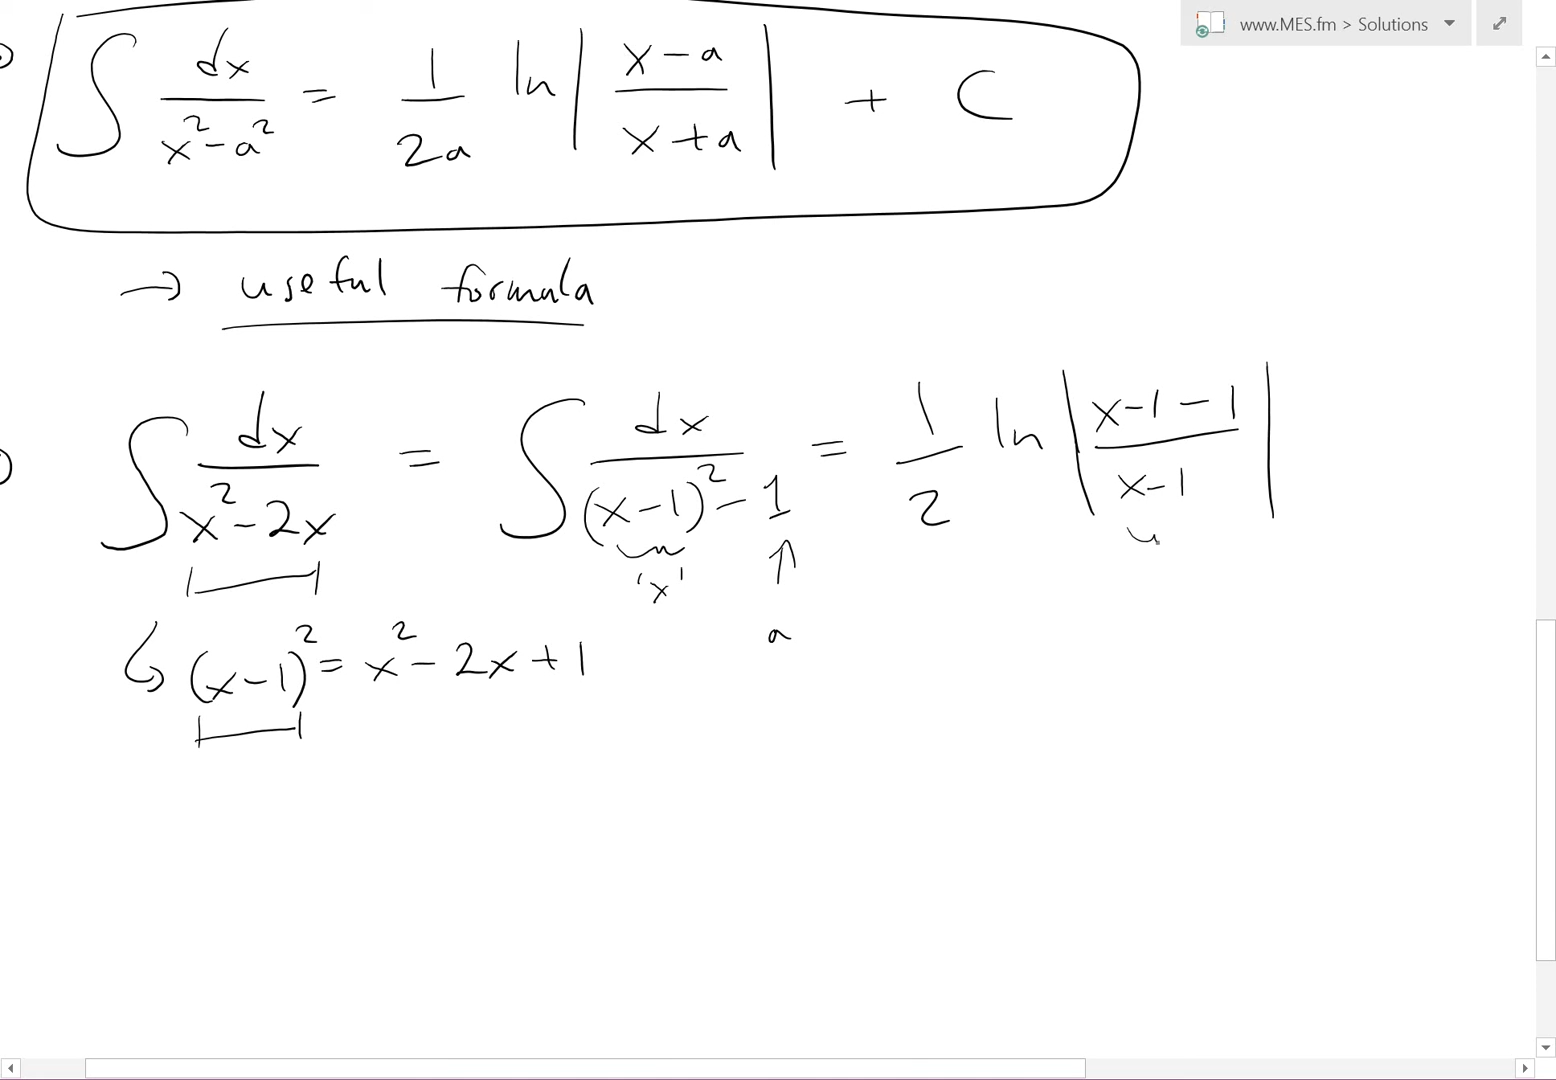 www.MES.fm > Solutions
∫ dx/(x² - a²) = 1/(2a) ln |(x - a)/(x + a)| + C
→ useful formula
∫ dx/(x² - 2x) = ∫ dx/((x - 1)² - 1) = 1/2 ln |(x - 1 - 1)/(x - 1)|
'x'
a
(x - 1)² = x² - 2x + 1